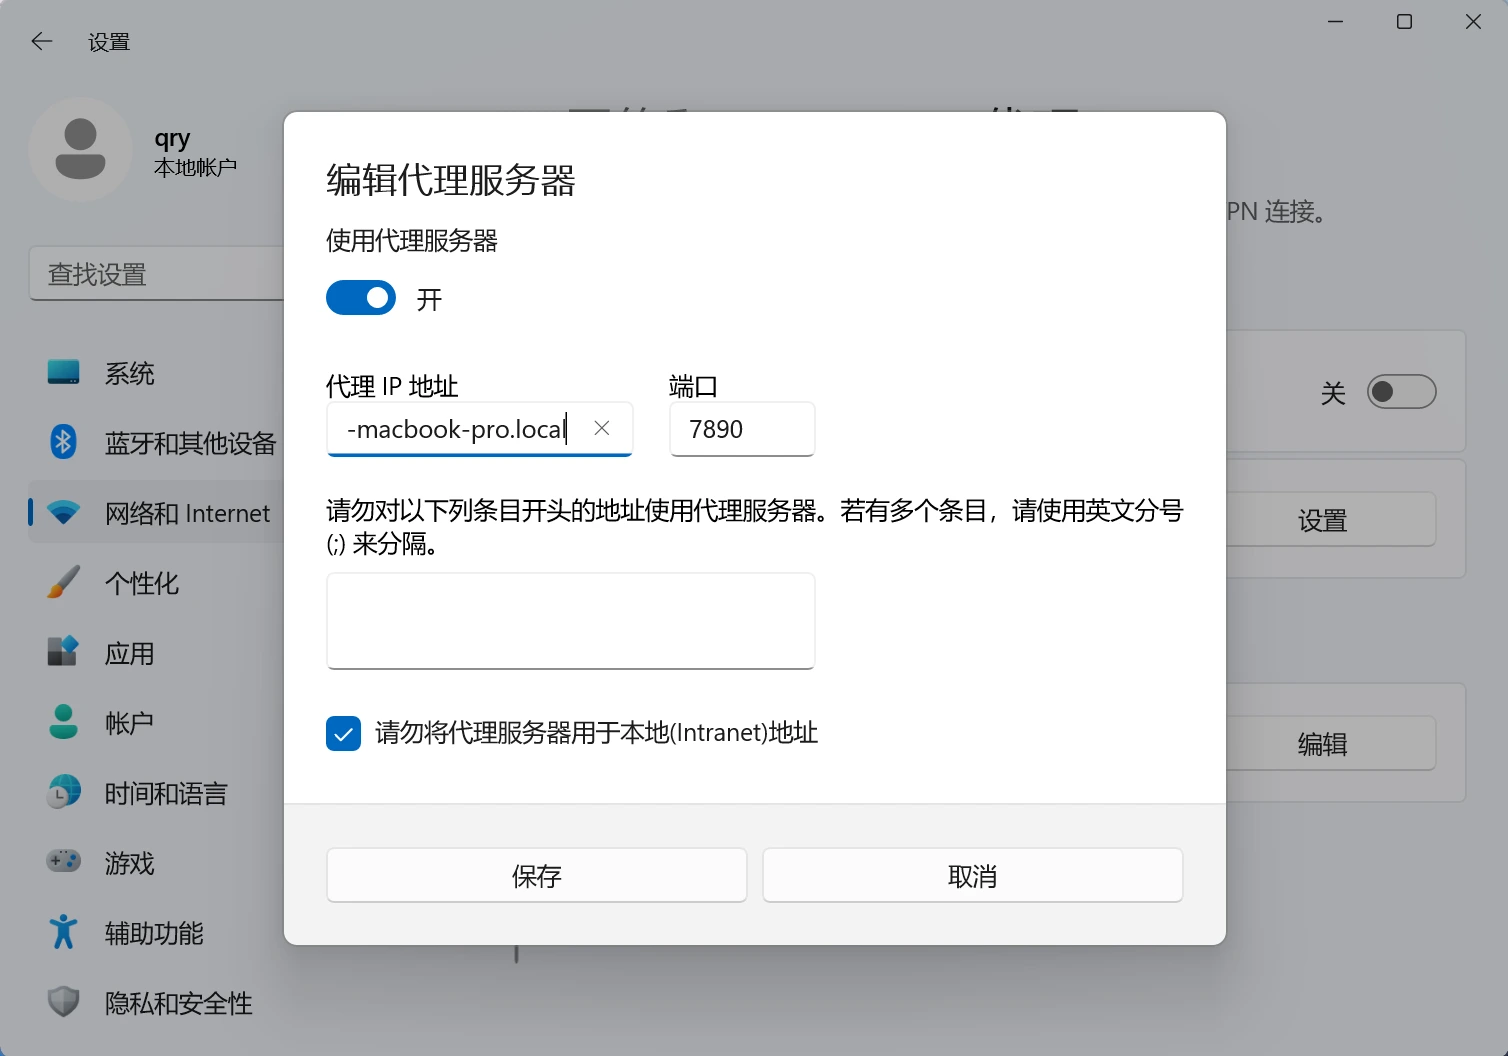 设置
qry
本地帐户
查找设置
系统
蓝牙和其他设备
网络和 Internet
个性化
应用
帐户
时间和语言
游戏
辅助功能
隐私和安全性
编辑代理服务器
使用代理服务器
开
代理 IP 地址
端口
-macbook-pro.local
7890
请勿对以下列条目开头的地址使用代理服务器。若有多个条目，请使用英文分号
(;) 来分隔。
请勿将代理服务器用于本地(Intranet)地址
保存
取消
PN 连接。
关
设置
编辑